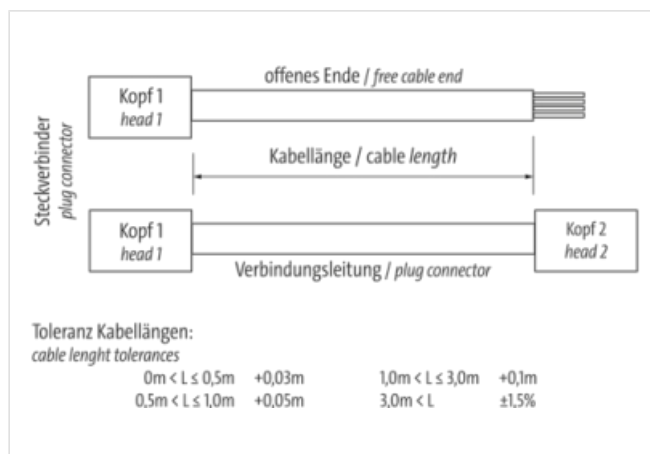 offenes Ende / free cable end
Kopf 1
head 1
Steckverbinder
plug connector
Kabellänge / cable length
Kopf 1
head 1
Kopf 2
head 2
Verbindungsleitung / plug connector
Toleranz Kabellängen:
cable lenght tolerances
0m < L ≤ 0,5m +0,03m 1,0m < L ≤ 3,0m +0,1m
0,5m < L ≤ 1,0m +0,05m 3,0m < L ±1,5%